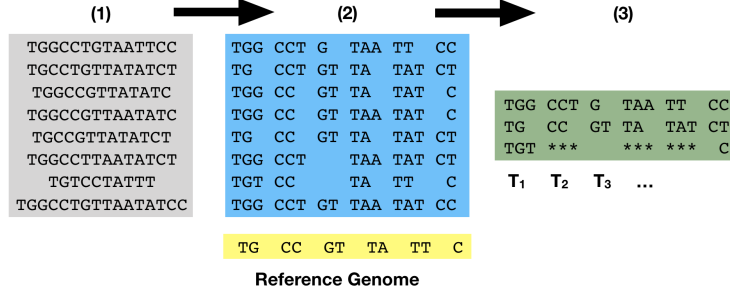 (1) (2) (3)
TGGCCTGTAATTCC
TGCCTGTTATATCT
TGGCCGTTATATC
TGGCCGTTAATATC
TGCCGTTATATCT
TGGCCTTAATATCT
TGTCCTATTT
TGGCCTGTTAATATCC
TGG CCT G TAA TT CC
TG CCT GT TA TAT CT
TGG CC GT TA TAT C
TGG CC GT TAA TAT C
TG CC GT TA TAT CT
TGG CCT TAA TAT CT
TGT CC TA TT C
TGG CCT GT TAA TAT CC
TG CC GT TA TT C
Reference Genome
TGG CCT G TAA TT CC
TG CC GT TA TAT CT
TGT *** *** *** C
T1 T2 T3 ...